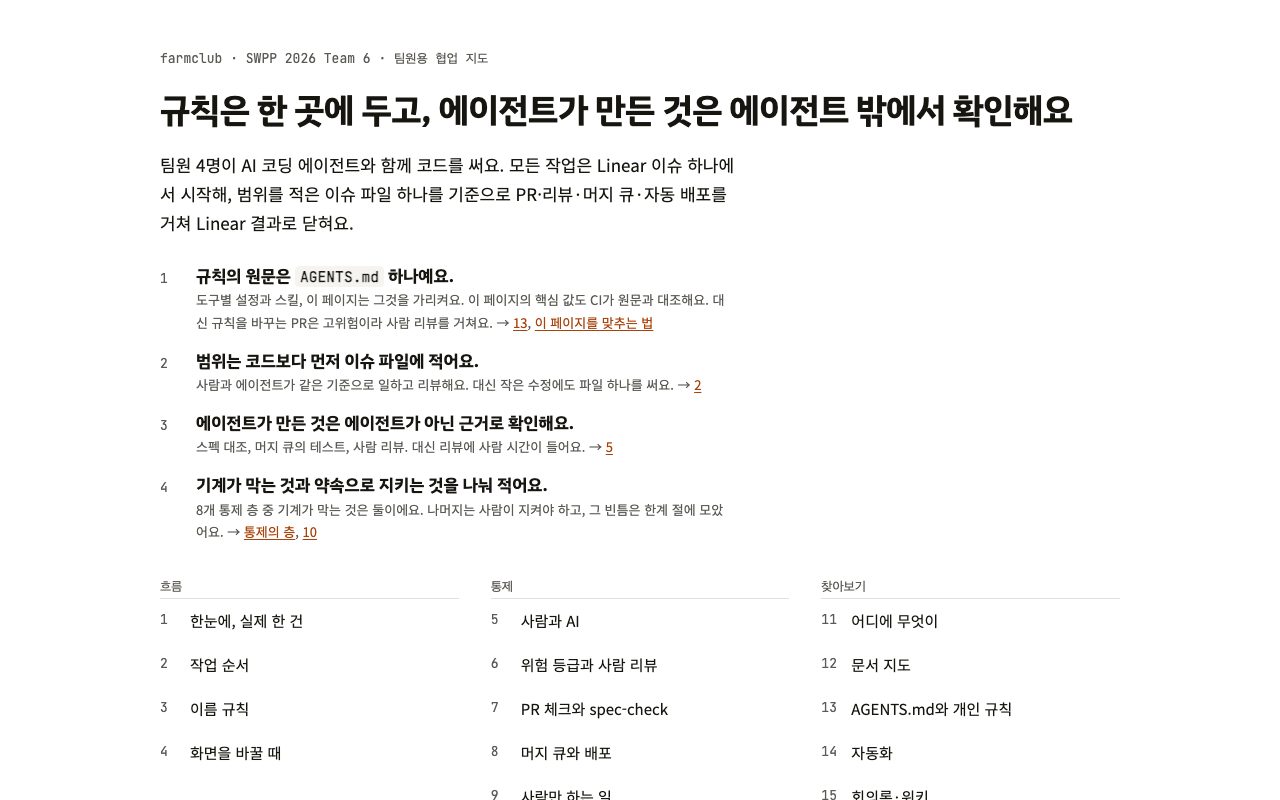 farmclub · SWPP 2026 Team 6 · 팀원용 협업 지도
규칙은 한 곳에 두고, 에이전트가 만든 것은 에이전트 밖에서 확인해요
팀원 4명이 AI 코딩 에이전트와 함께 코드를 써요. 모든 작업은 Linear 이슈 하나에
서 시작해, 범위를 적은 이슈 파일 하나를 기준으로 PR·리뷰·머지 큐·자동 배포를
거쳐 Linear 결과로 닫혀요.
1 규칙의 원문은 AGENTS.md 하나예요.
도구별 설정과 스킬, 이 페이지는 그것을 가리켜요. 이 페이지의 핵심 값도 CI가 원문과 대조해요. 대
신 규칙을 바꾸는 PR은 고위험이라 사람 리뷰를 거쳐요. → 13, 이 페이지를 맞추는 법
2 범위는 코드보다 먼저 이슈 파일에 적어요.
사람과 에이전트가 같은 기준으로 일하고 리뷰해요. 대신 작은 수정에도 파일 하나를 써요. → 2
3 에이전트가 만든 것은 에이전트가 아닌 근거로 확인해요.
스펙 대조, 머지 큐의 테스트, 사람 리뷰. 대신 리뷰에 사람 시간이 들어요. → 5
4 기계가 막는 것과 약속으로 지키는 것을 나눠 적어요.
8개 통제 층 중 기계가 막는 것은 둘이에요. 나머지는 사람이 지켜야 하고, 그 빈틈은 한계 절에 모았
어요. → 통제의 층, 10
흐름
1 한눈에, 실제 한 건
2 작업 순서
3 이름 규칙
4 화면을 바꿀 때
통제
5 사람과 AI
6 위험 등급과 사람 리뷰
7 PR 체크와 spec-check
8 머지 큐와 배포
9 사람만 하는 일
찾아보기
11 어디에 무엇이
12 문서 지도
13 AGENTS.md와 개인 규칙
14 자동화
15 회의록·위키